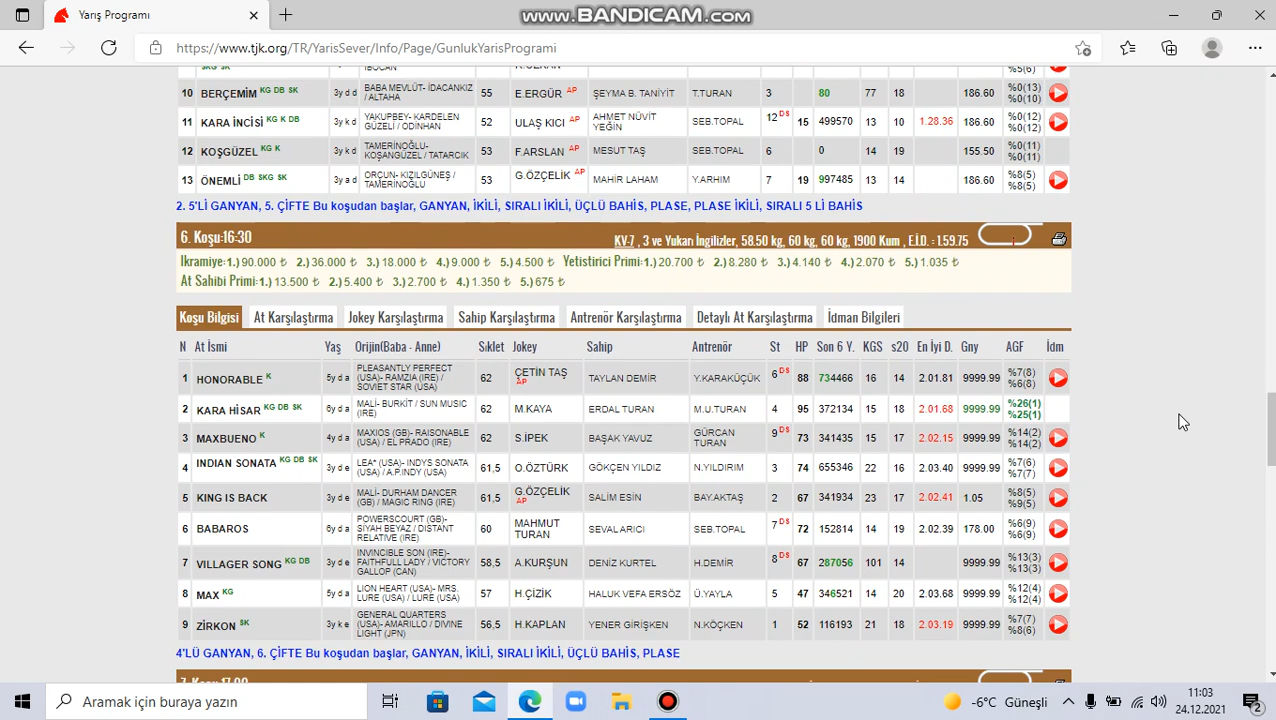 Yarış Programı
www.BANDICAM.com
https://www.tjk.org/TR/YarisSever/Info/Page/GunlukYarisProgrami
ŞKG SK İBOCAN %5(6)
10 BERÇEMİM KG DB SK 3y d d BABA MEVLÜT- İDACANKIZ / ALTAHA 55 E.ERGÜR AP ŞEYMA B. TANİYİT T.TURAN 3 80 77 18 186.60 %0(13) %0(10)
11 KARA İNCİSİ KG K DB 3y k d YAKUPBEY- KARDELEN GÜZELİ / ODİNHAN 52 ULAŞ KICI AP AHMET NÜVİT YEĞİN SEB.TOPAL 12 DS 15 499570 13 10 1.28.36 186.60 %0(12) %0(12)
12 KOŞGÜZEL KG K 3y k d TAMERİNOĞLU- KOŞANGÜZEL / TATARCIK 53 F.ARSLAN AP MESUT TAŞ SEB.TOPAL 6 0 14 19 155.50 %0(11) %0(11)
13 ÖNEMLİ DB SKG SK 3y a d ORÇUN- KIZILGÜNEŞ / TAMERİNOĞLU 53 G.ÖZÇELİK AP MAHİR LAHAM Y.ARHIM 7 19 997485 13 14 186.60 %8(5) %8(5)
2. 5'Lİ GANYAN, 5. ÇİFTE Bu koşudan başlar, GANYAN, İKİLİ, SIRALI İKİLİ, ÜÇLÜ BAHİS, PLASE, PLASE İKİLİ, SIRALI 5 Lİ BAHİS
6. Koşu:16:30 KV-7 , 3 ve Yukarı İngilizler, 58.50 kg, 60 kg, 60 kg, 1900 Kum , E.İ.D. : 1.59.75
Ikramiye:1.) 90.000 ₺ 2.) 36.000 ₺ 3.) 18.000 ₺ 4.) 9.000 ₺ 5.) 4.500 ₺ Yetistirici Primi:1.) 20.700 ₺ 2.) 8.280 ₺ 3.) 4.140 ₺ 4.) 2.070 ₺ 5.) 1.035 ₺
At Sahibi Primi:1.) 13.500 ₺ 2.) 5.400 ₺ 3.) 2.700 ₺ 4.) 1.350 ₺ 5.) 675 ₺
Koşu Bilgisi At Karşılaştırma Jokey Karşılaştırma Sahip Karşılaştırma Antrenör Karşılaştırma Detaylı At Karşılaştırma İdman Bilgileri
N At İsmi Yaş Orijin(Baba - Anne) Sıklet Jokey Sahip Antrenör St HP Son 6 Y. KGS s20 En İyi D. Gny AGF İdm
1 HONORABLE K 5y d a PLEASANTLY PERFECT (USA)- RAMZIA (IRE) / SOVIET STAR (USA) 62 ÇETİN TAŞ AP TAYLAN DEMİR Y.KARAKÜÇÜK 6 DS 88 734466 16 14 2.01.81 9999.99 %7(8) %6(8)
2 KARA HİSAR KG DB SK 6y d a MALİ- BURKİT / SUN MUSIC (IRE) 62 M.KAYA ERDAL TURAN M.U.TURAN 4 95 372134 15 18 2.01.68 9999.99 %26(1) %25(1)
3 MAXBUENO K 4y d a MAXIOS (GB)- RAISONABLE (USA) / EL PRADO (IRE) 62 S.İPEK BAŞAK YAVUZ GÜRCAN TURAN 9 DS 73 341435 15 17 2.02.15 9999.99 %14(2) %14(2)
4 INDIAN SONATA KG DB SK 3y d e LEA* (USA)- INDYS SONATA (USA) / A.P.INDY (USA) 61,5 O.ÖZTÜRK GÖKÇEN YILDIZ N.YILDIRIM 3 74 655346 22 16 2.03.40 9999.99 %7(6) %7(7)
5 KING IS BACK 3y d e MALİ- DURHAM DANCER (GB) / MAGIC RING (IRE) 61,5 G.ÖZÇELİK AP SALİM ESİN BAY.AKTAŞ 2 67 341934 23 17 2.02.41 1.05 %8(5) %9(5)
6 BABAROS 6y d a POWERSCOURT (GB)- SİYAH BEYAZ / DISTANT RELATIVE (IRE) 60 MAHMUT TURAN SEVAL ARICI SEB.TOPAL 7 DS 72 152814 14 19 2.02.39 178.00 %6(9) %6(9)
7 VILLAGER SONG KG DB 3y d e INVINCIBLE SON (IRE)- FAITHFULL LADY / VICTORY GALLOP (CAN) 58,5 A.KURŞUN DENİZ KURTEL H.DEMİR 8 DS 67 287056 101 14 9999.99 %13(3) %13(3)
8 MAX KG 5y d a LION HEART (USA)- MRS. LURE (USA) / LURE (USA) 57 H.ÇİZİK HALUK VEFA ERSÖZ Ü.YAYLA 5 47 346521 14 20 2.03.68 9999.99 %12(4) %12(4)
9 ZİRKON SK 3y k e GENERAL QUARTERS (USA)- AMARILLO / DIVINE LIGHT (JPN) 56,5 H.KAPLAN YENER GİRİŞKEN N.KÖÇKEN 1 52 116193 21 18 2.03.19 9999.99 %7(7) %8(6)
4'LÜ GANYAN, 6. ÇİFTE Bu koşudan başlar, GANYAN, İKİLİ, SIRALI İKİLİ, ÜÇLÜ BAHİS, PLASE
7. Koşu:17.00
Aramak için buraya yazın -6°C Güneşli 11:03
24.12.2021 2